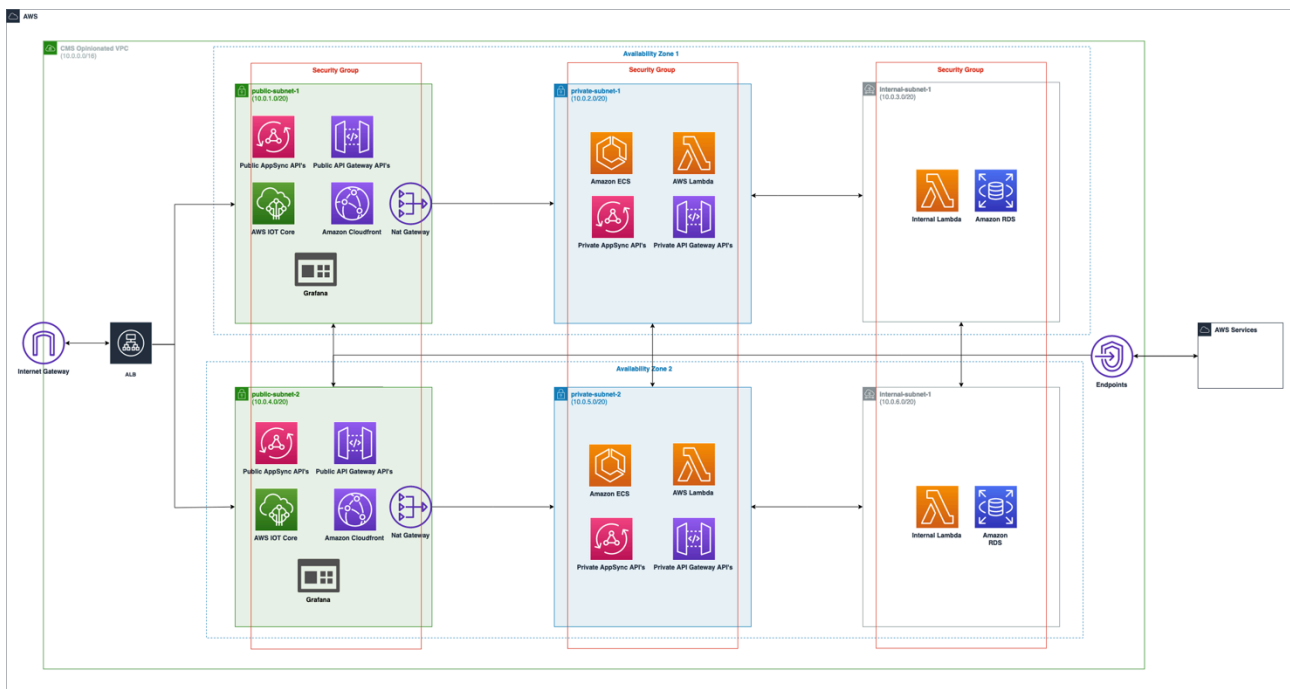 AWS
CMS Opinionated VPC
(10.0.0.0/16)
Availability Zone 1
Security Group
Security Group
Security Group
public-subnet-1
(10.0.1.0/20)
private-subnet-1
(10.0.2.0/20)
internal-subnet-1
(10.0.3.0/20)
Public AppSync API's
Public API Gateway API's
Amazon ECS
AWS Lambda
AWS IOT Core
Amazon Cloudfront
Nat Gateway
Internal Lambda
Amazon RDS
Private AppSync API's
Private API Gateway API's
Grafana
Internet Gateway
ALB
Endpoints
AWS Services
Availability Zone 2
public-subnet-2
(10.0.4.0/20)
private-subnet-2
(10.0.5.0/20)
internal-subnet-1
(10.0.6.0/20)
Public AppSync API's
Public API Gateway API's
Amazon ECS
AWS Lambda
AWS IOT Core
Amazon Cloudfront
Nat Gateway
Internal Lambda
Amazon
RDS
Private AppSync API's
Private API Gateway API's
Grafana